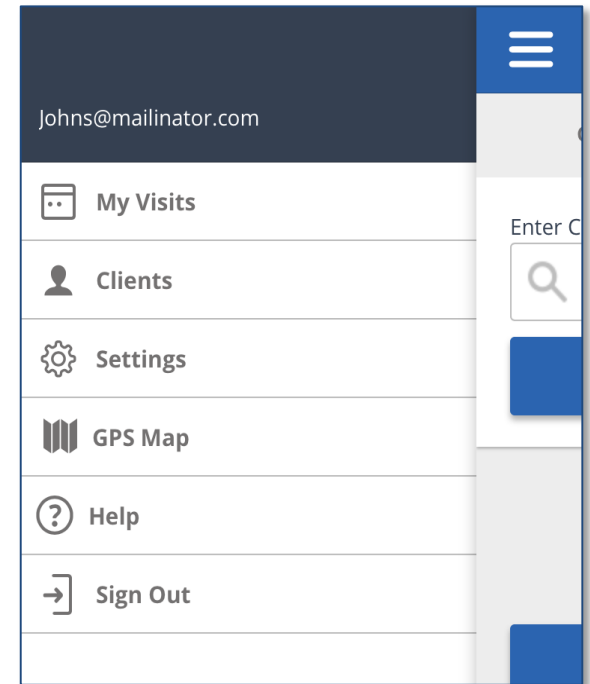 Johns@mailinator.com
My Visits
Clients
Settings
GPS Map
Help
Sign Out
Enter C